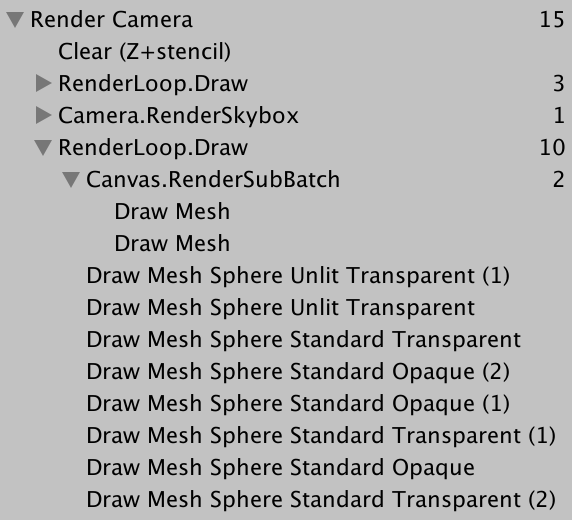 Render Camera 15
Clear (Z+stencil)
RenderLoop.Draw 3
Camera.RenderSkybox 1
RenderLoop.Draw 10
Canvas.RenderSubBatch 2
Draw Mesh
Draw Mesh
Draw Mesh Sphere Unlit Transparent (1)
Draw Mesh Sphere Unlit Transparent
Draw Mesh Sphere Standard Transparent
Draw Mesh Sphere Standard Opaque (2)
Draw Mesh Sphere Standard Opaque (1)
Draw Mesh Sphere Standard Transparent (1)
Draw Mesh Sphere Standard Opaque
Draw Mesh Sphere Standard Transparent (2)